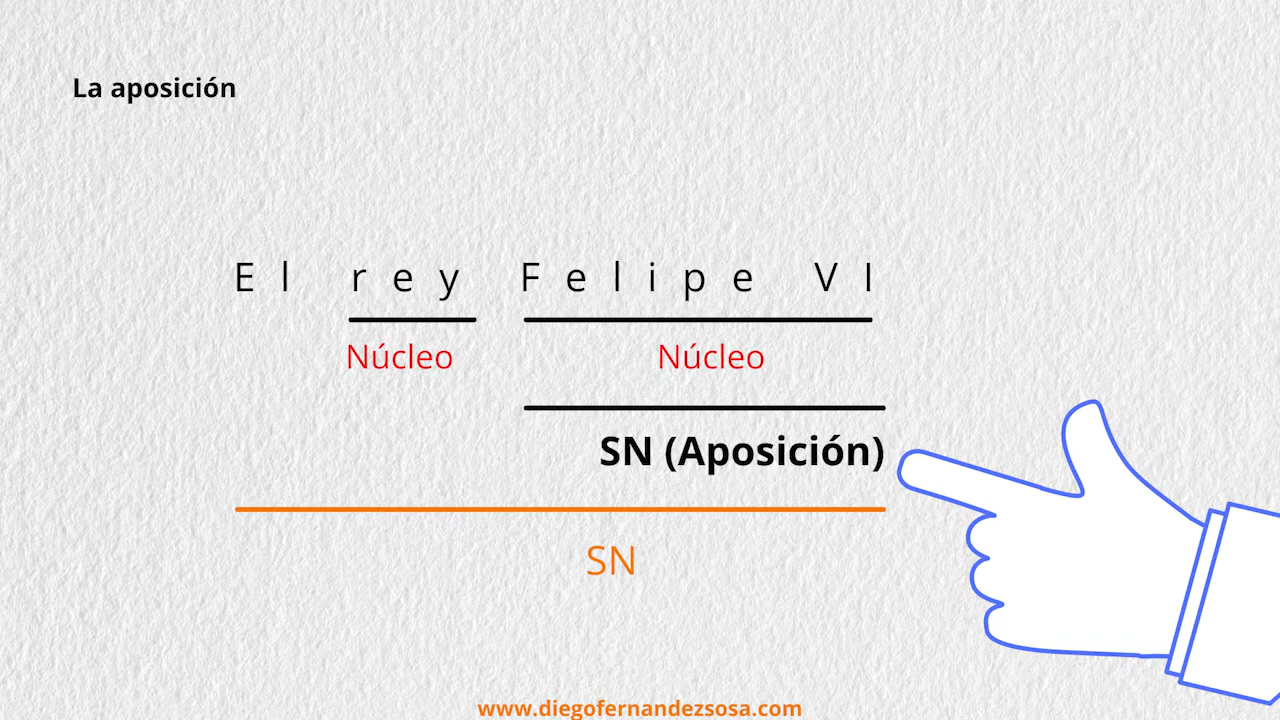 La aposición
El rey Felipe VI
Núcleo Núcleo
SN (Aposición)
SN
www.diegofernandezsosa.com